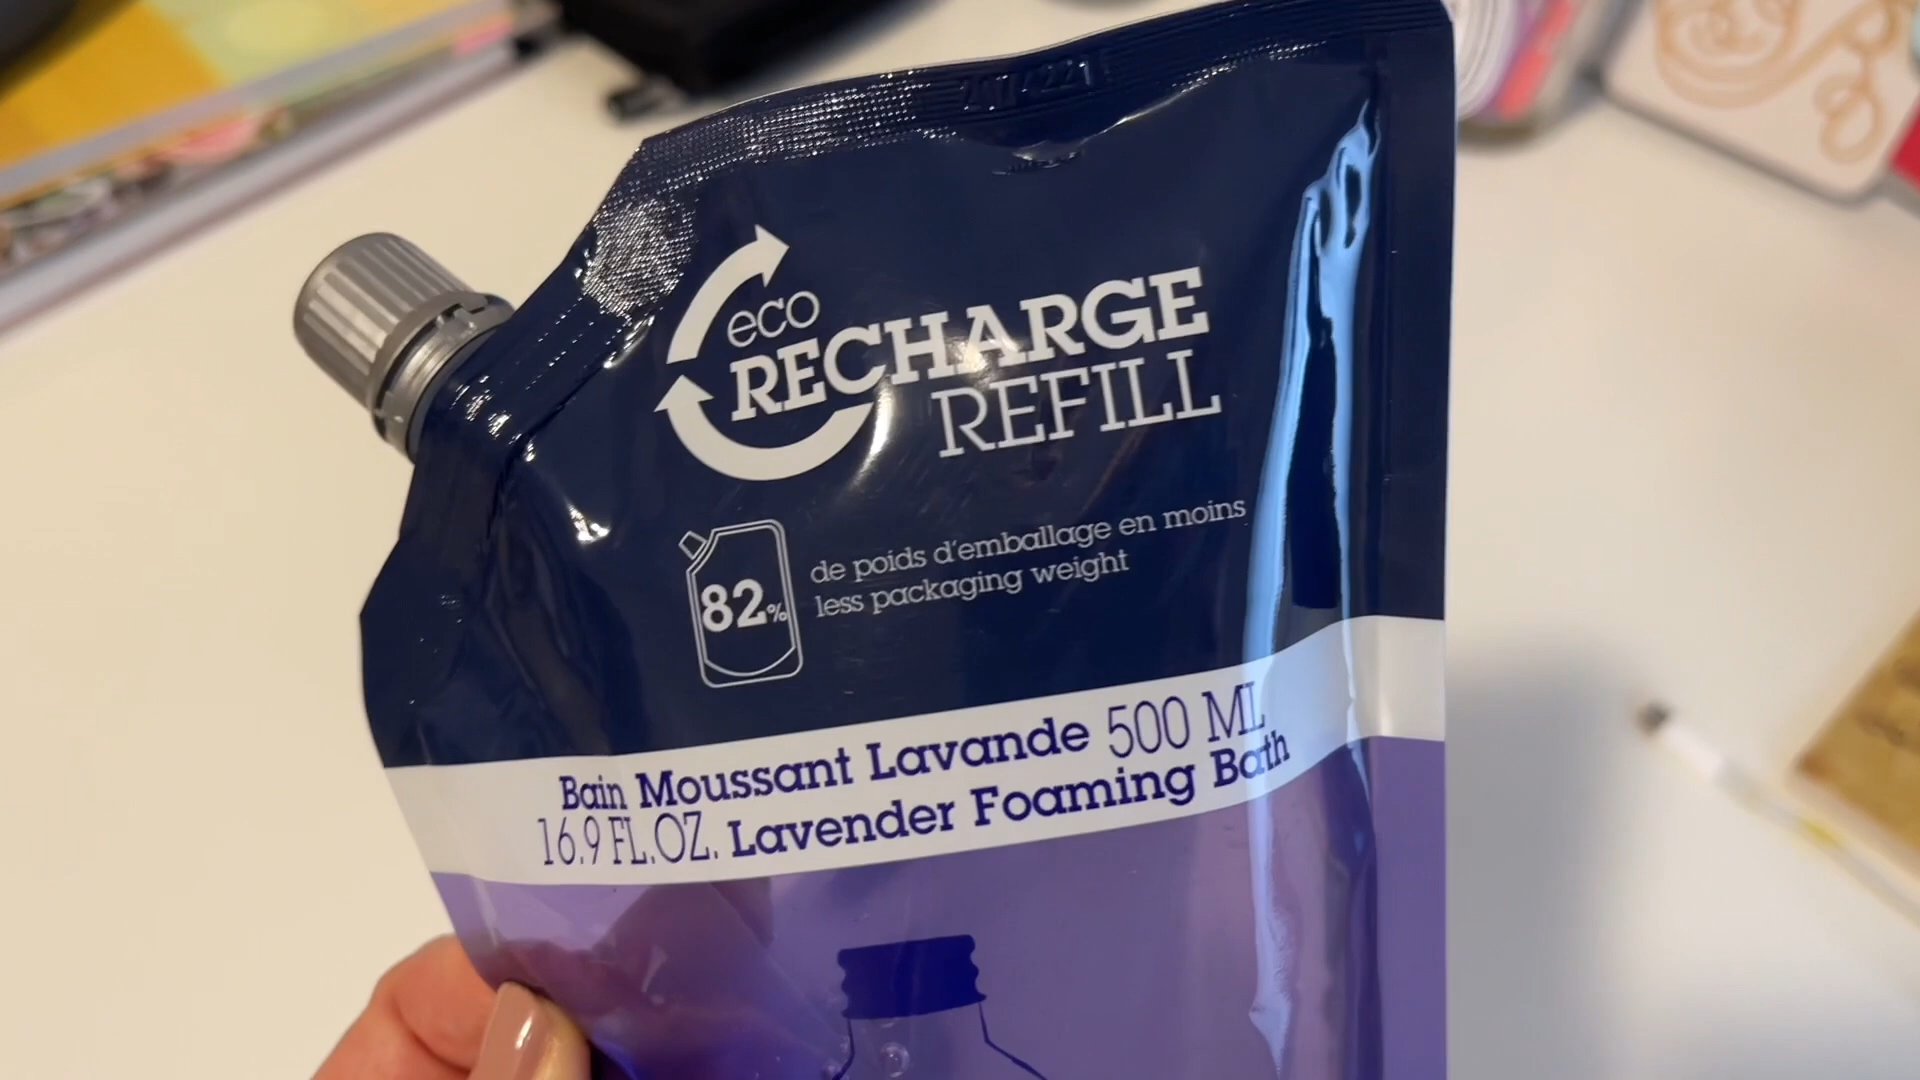 eco
RECHARGE
REFILL
82%
de poids d'emballage en moins
less packaging weight
Bain Moussant Lavande 500 ML
16.9 FL.OZ. Lavender Foaming Bath